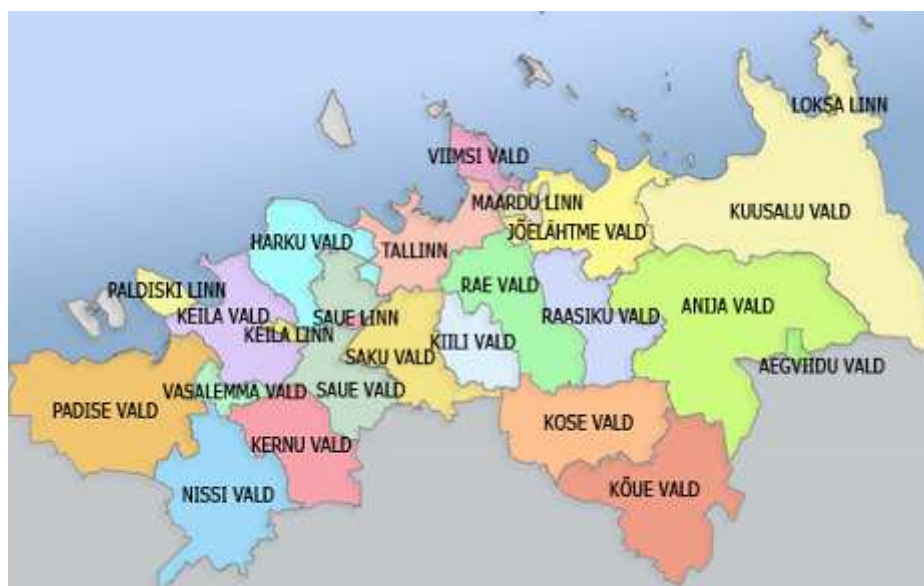 LOKSA LINN
VIIMSI VALD
MAARDU LINN
KUUSALU VALD
JÕELÄHTME VALD
HARKU VALD
TALLINN
PALDISKI LINN
RAE VALD
ANIJA VALD
KEILA VALD
SAUE LINN
RAASIKU VALD
KEILA LINN
SAKU VALD
KIILI VALD
AEGVIIDU VALD
VASALEMMA VALD
SAUE VALD
PADISE VALD
KOSE VALD
KERNU VALD
NISSI VALD
KÕUE VALD